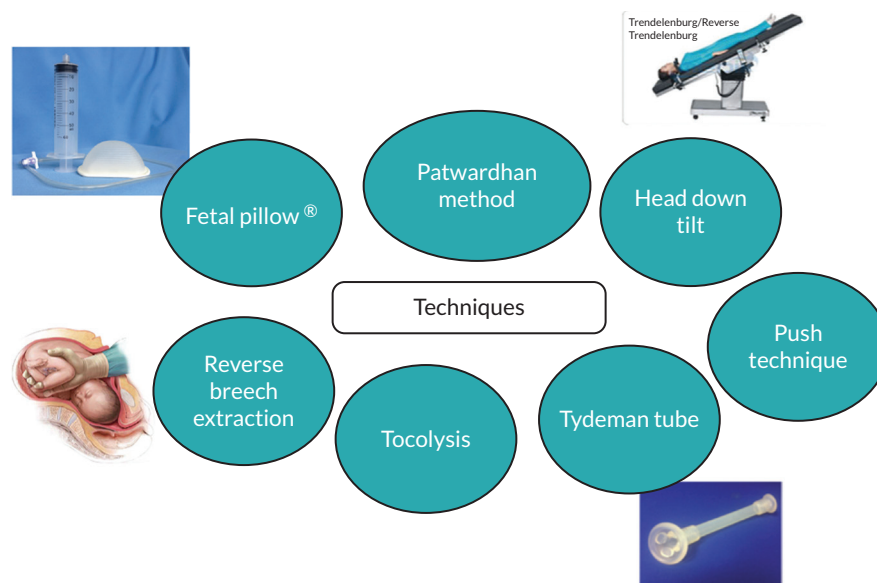 Trendelenburg/Reverse
Trendelenburg
Patwardhan
method
Fetal pillow ®
Head down
tilt
Techniques
Push
technique
Reverse
breech
extraction
Tydeman tube
Tocolysis